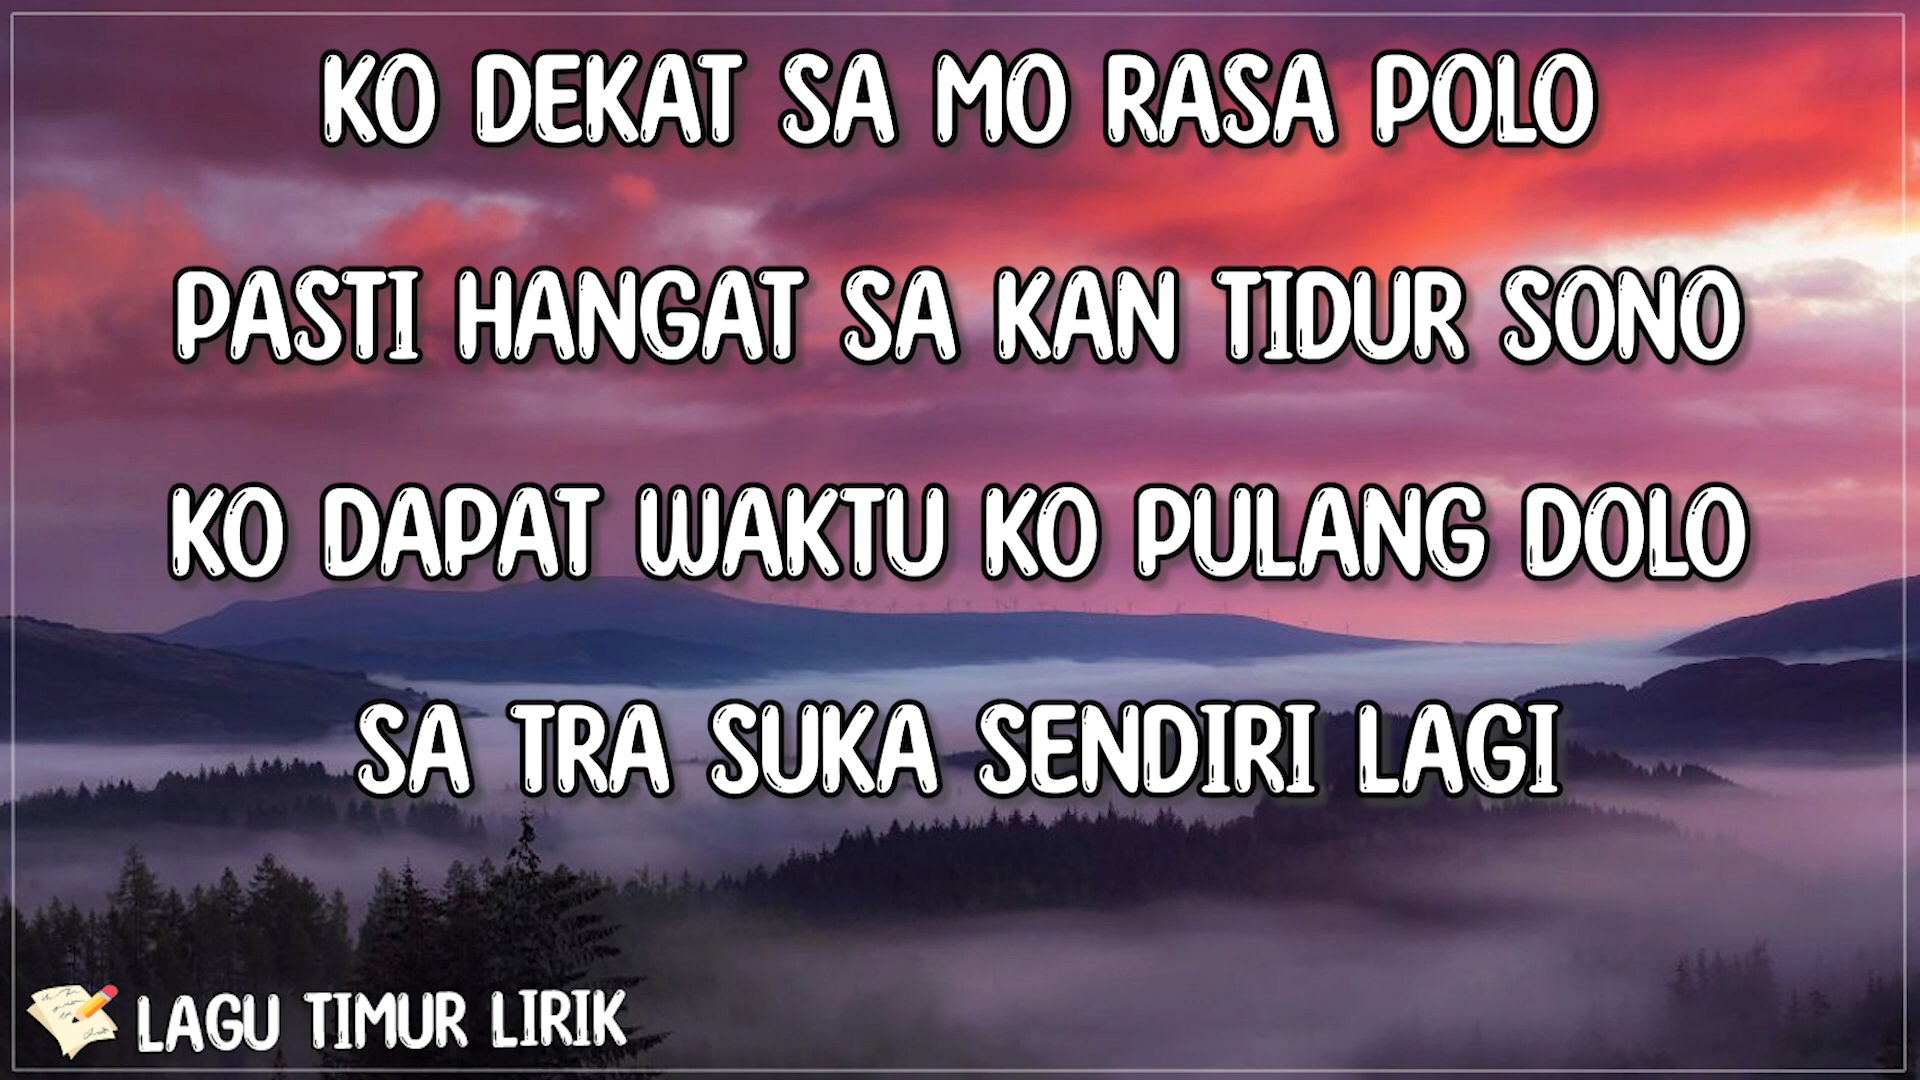 KO DEKAT SA MO RASA POLO
PASTI HANGAT SA KAN TIDUR SONO
KO DAPAT WAKTU KO PULANG DOLO
SA TRA SUKA SENDIRI LAGI
LAGU TIMUR LIRIK